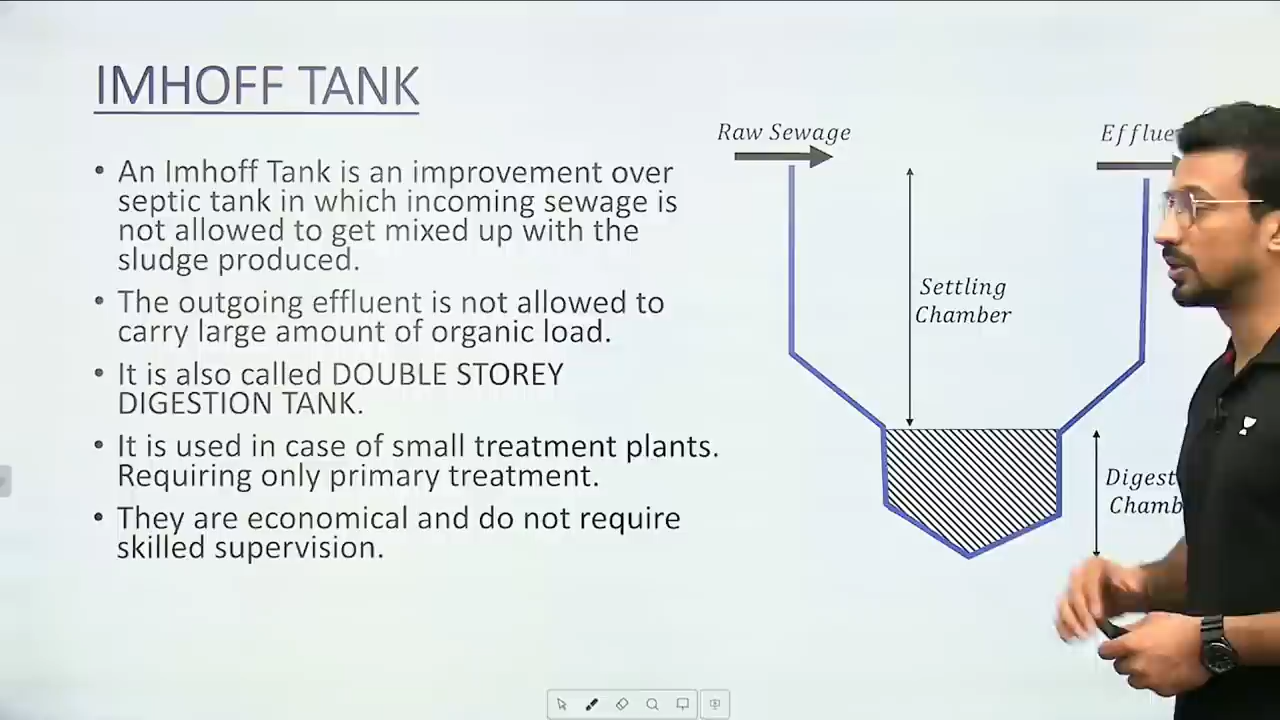 IMHOFF TANK
• An Imhoff Tank is an improvement over
septic tank in which incoming sewage is
not allowed to get mixed up with the
sludge produced.
• The outgoing effluent is not allowed to
carry large amount of organic load.
• It is also called DOUBLE STOREY
DIGESTION TANK.
• It is used in case of small treatment plants.
Requiring only primary treatment.
• They are economical and do not require
skilled supervision.
Raw Sewage
Settling
Chamber